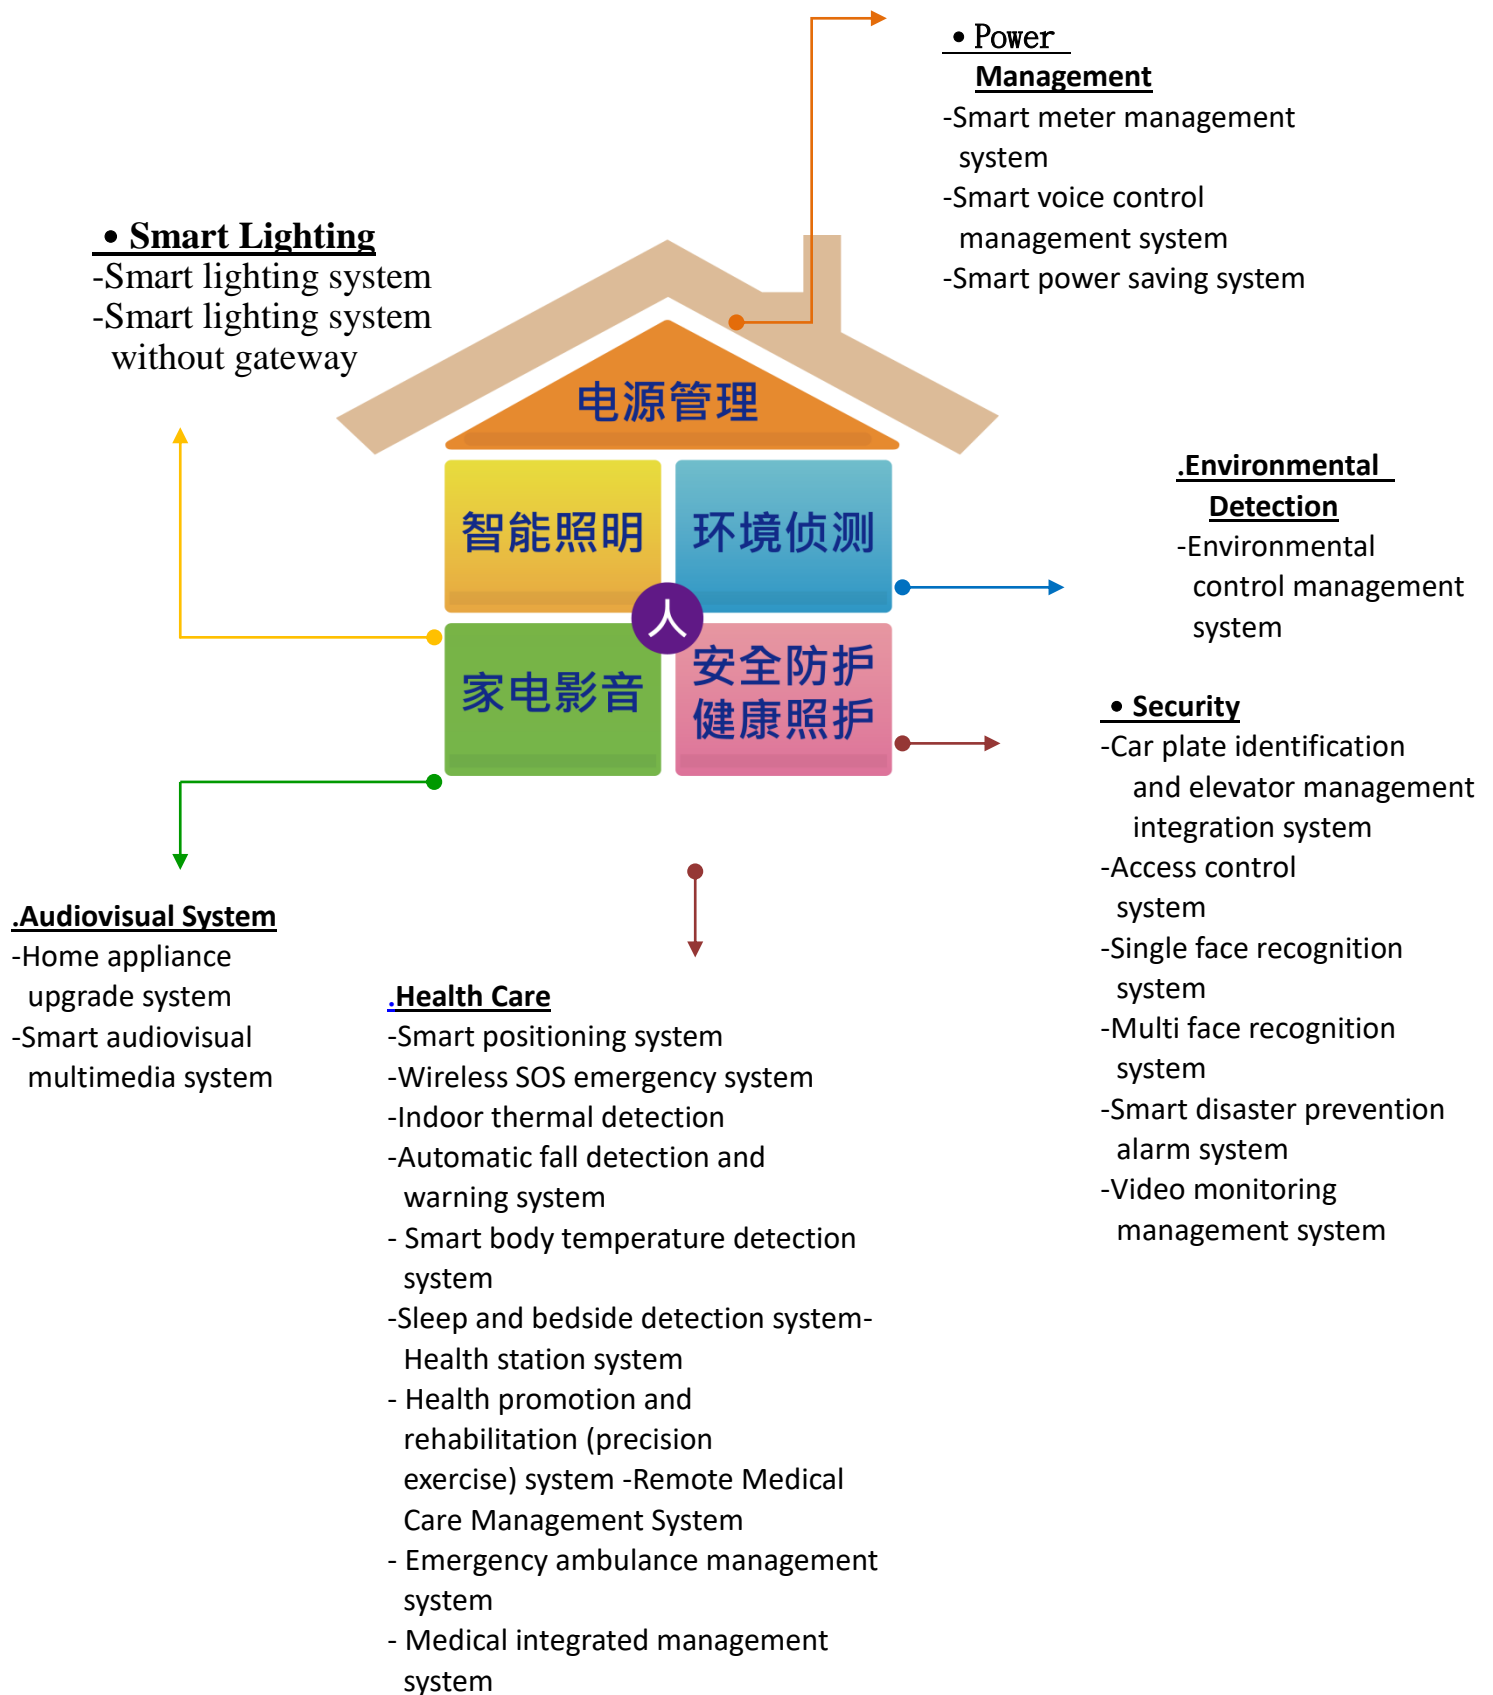 • Power
Management
-Smart meter management
system
-Smart voice control
management system
-Smart power saving system
• Smart Lighting
-Smart lighting system
-Smart lighting system
without gateway
电源管理
智能照明
环境侦测
人
家电影音
安全防护
健康照护
.Environmental
Detection
-Environmental
control management
system
• Security
-Car plate identification
and elevator management
integration system
-Access control
system
-Single face recognition
system
-Multi face recognition
system
-Smart disaster prevention
alarm system
-Video monitoring
management system
.Audiovisual System
-Home appliance
upgrade system
-Smart audiovisual
multimedia system
.Health Care
-Smart positioning system
-Wireless SOS emergency system
-Indoor thermal detection
-Automatic fall detection and
warning system
- Smart body temperature detection
system
-Sleep and bedside detection system-
Health station system
- Health promotion and
rehabilitation (precision
exercise) system -Remote Medical
Care Management System
- Emergency ambulance management
system
- Medical integrated management
system